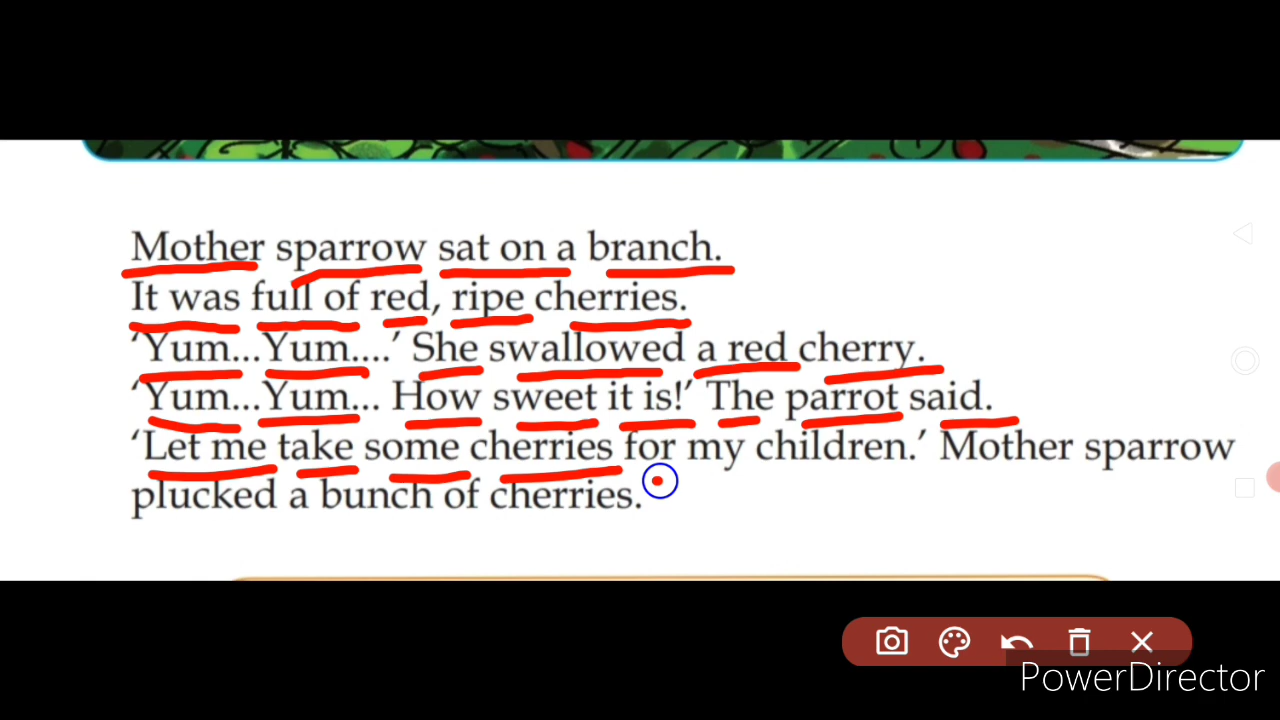 Mother sparrow sat on a branch.
It was full of red, ripe cherries.
‘Yum...Yum....’ She swallowed a red cherry.
‘Yum...Yum... How sweet it is!’ The parrot said.
‘Let me take some cherries for my children.’ Mother sparrow
plucked a bunch of cherries.
PowerDirector